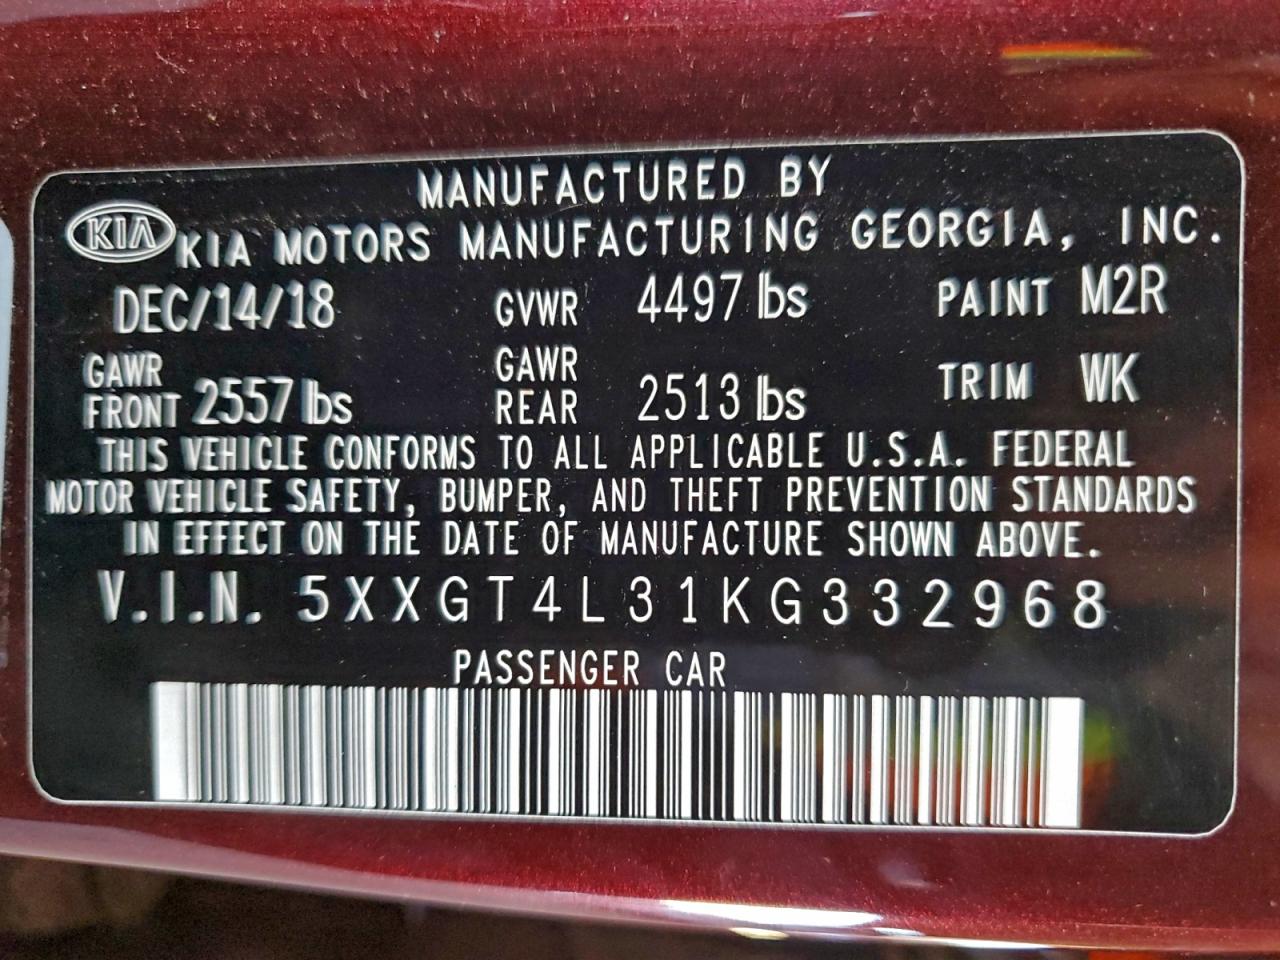 MANUFACTURED BY
KIA KIA MOTORS MANUFACTURING GEORGIA, INC.
DEC/14/18 GVWR 4497 lbs PAINT M2R
GAWR FRONT 2557 lbs GAWR REAR 2513 lbs TRIM WK
THIS VEHICLE CONFORMS TO ALL APPLICABLE U.S.A. FEDERAL
MOTOR VEHICLE SAFETY, BUMPER, AND THEFT PREVENTION STANDARDS
IN EFFECT ON THE DATE OF MANUFACTURE SHOWN ABOVE.
V.I.N. 5XXGT4L31KG332968
PASSENGER CAR